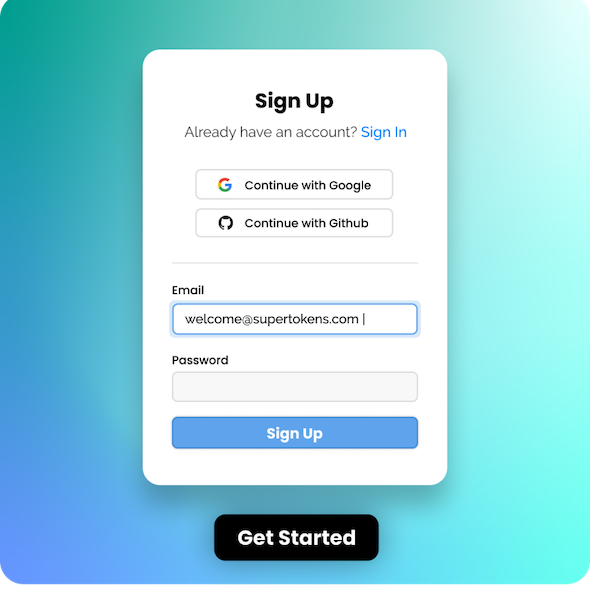 Sign Up
Already have an account? Sign In
Continue with Google
Continue with Github
Email
welcome@supertokens.com |
Password
Sign Up
Get Started